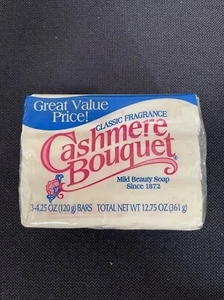 Great Value
Price!
CLASSIC FRAGRANCE
Cashmere
Bouquet®
Mild Beauty Soap
Since 1872
3-4.25 OZ (120 g) BARS TOTAL NET WT 12.75 OZ (361 g)